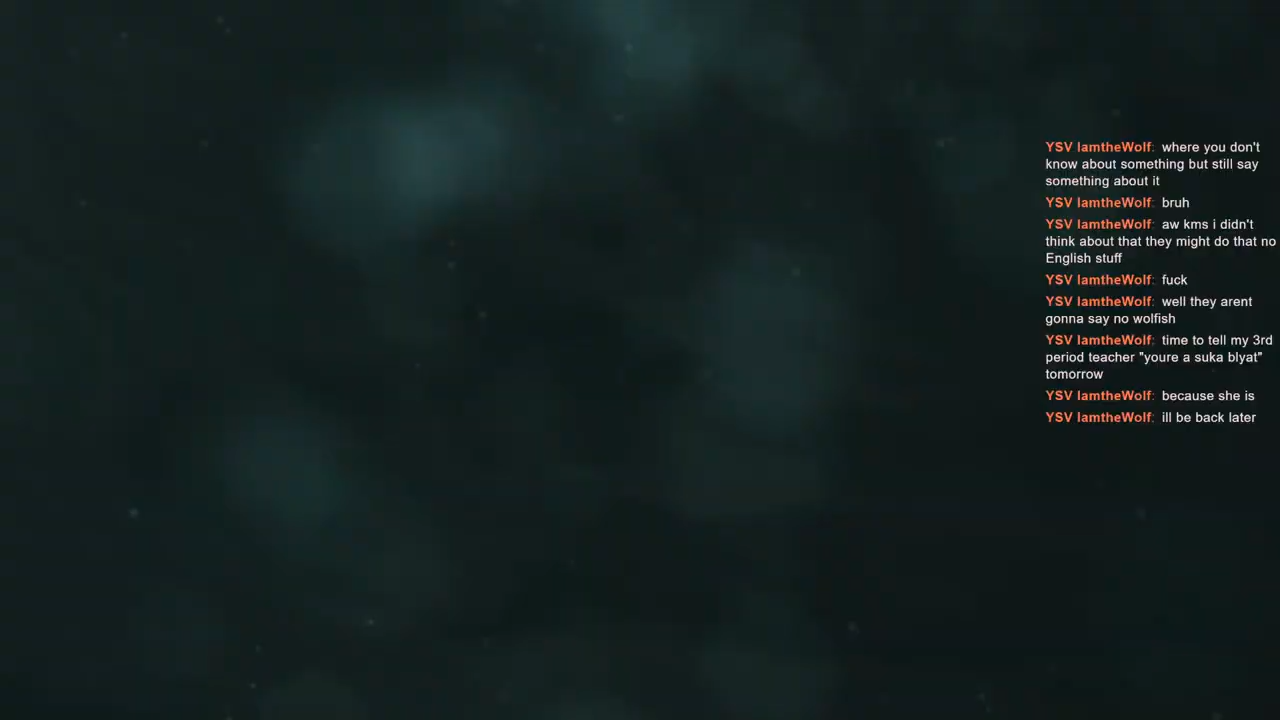 YSV IamtheWolf: where you don't
know about something but still say
something about it
YSV IamtheWolf: bruh
YSV IamtheWolf: aw kms i didn't
think about that they might do that no
English stuff
YSV IamtheWolf: fuck
YSV IamtheWolf: well they arent
gonna say no wolfish
YSV IamtheWolf: time to tell my 3rd
period teacher "youre a suka blyat"
tomorrow
YSV IamtheWolf: because she is
YSV IamtheWolf: ill be back later